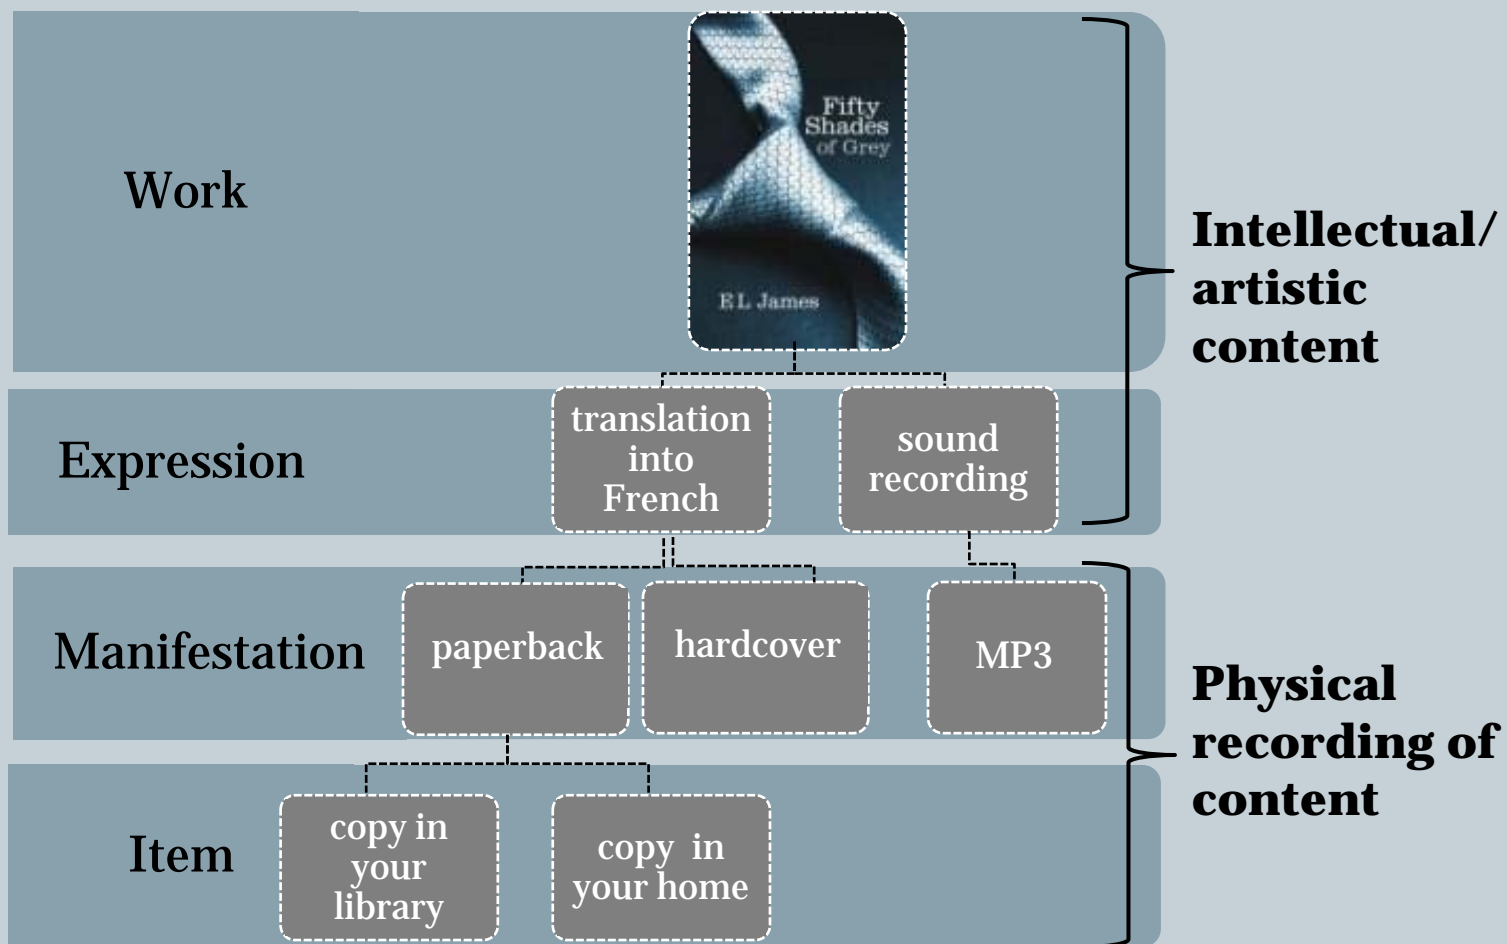 Work
Fifty
Shades
of Grey
E L James
Intellectual/
artistic
content
Expression
translation
into
French
sound
recording
Manifestation
paperback
hardcover
MP3
Physical
recording of
content
Item
copy in
your
library
copy in
your home